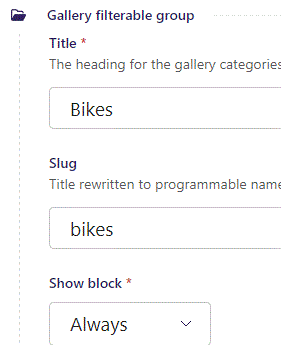 Gallery filterable group
Title *
The heading for the gallery categories
Bikes
Slug
Title rewritten to programmable name
bikes
Show block *
Always